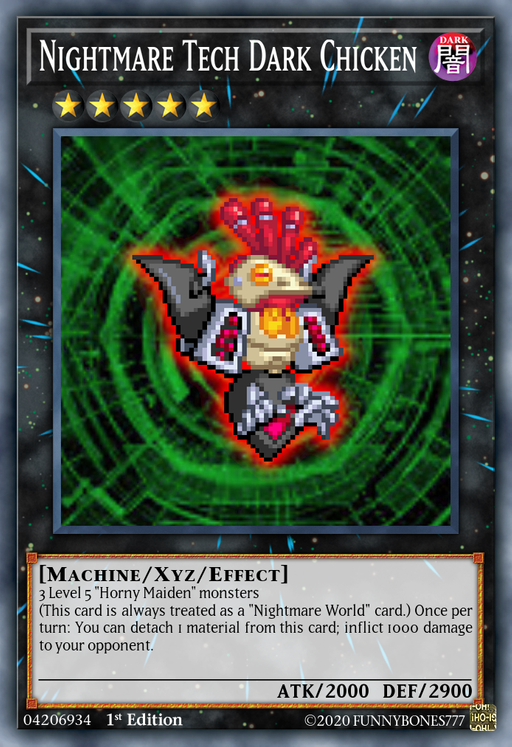 Nightmare Tech Dark Chicken
DARK
闇
[Machine/Xyz/Effect]
3 Level 5 "Horny Maiden" monsters
(This card is always treated as a "Nightmare World" card.) Once per
turn: You can detach 1 material from this card; inflict 1000 damage
to your opponent.
ATK/2000 DEF/2900
04206934 1st Edition ©2020 FUNNYBONES777